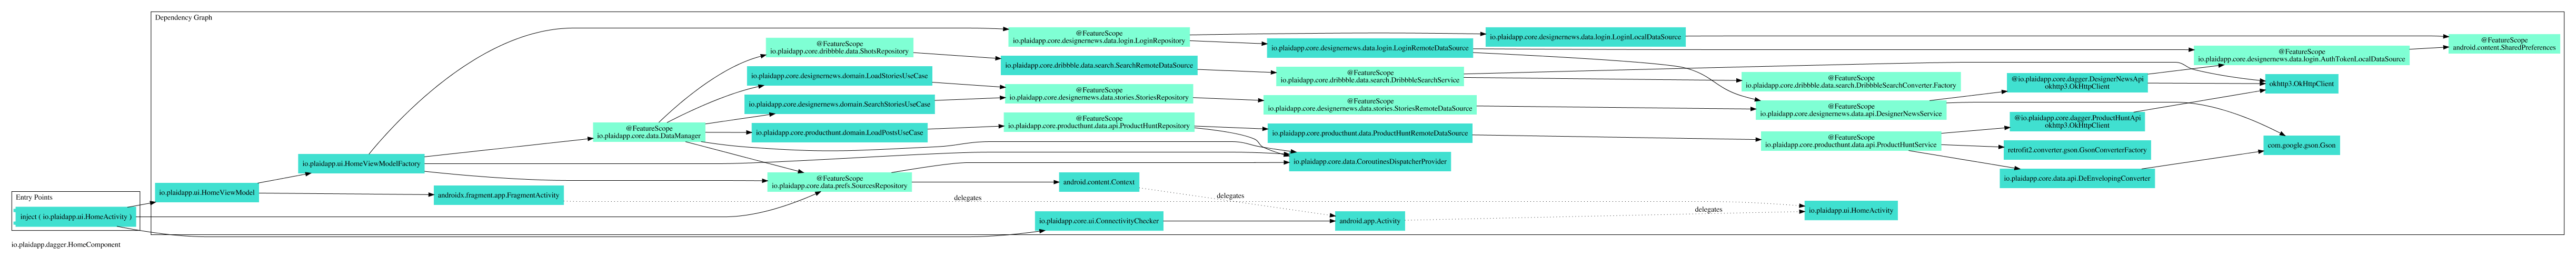 Dependency Graph
@FeatureScope
io.plaidapp.core.dribbble.data.ShotsRepository
@FeatureScope
io.plaidapp.core.designernews.data.login.LoginRepository
io.plaidapp.core.designernews.data.login.LoginLocalDataSource
@FeatureScope
android.content.SharedPreferences
io.plaidapp.core.designernews.data.login.LoginRemoteDataSource
@FeatureScope
io.plaidapp.core.designernews.data.login.AuthTokenLocalDataSource
io.plaidapp.core.designernews.domain.LoadStoriesUseCase
io.plaidapp.core.dribbble.data.search.SearchRemoteDataSource
@FeatureScope
io.plaidapp.core.dribbble.data.search.DribbbleSearchService
@FeatureScope
io.plaidapp.core.dribbble.data.search.DribbbleSearchConverter.Factory
@io.plaidapp.core.dagger.DesignerNewsApi
okhttp3.OkHttpClient
okhttp3.OkHttpClient
io.plaidapp.core.designernews.domain.SearchStoriesUseCase
@FeatureScope
io.plaidapp.core.designernews.data.stories.StoriesRepository
@FeatureScope
io.plaidapp.core.designernews.data.stories.StoriesRemoteDataSource
@FeatureScope
io.plaidapp.core.designernews.data.api.DesignerNewsService
@FeatureScope
io.plaidapp.core.data.DataManager
io.plaidapp.core.producthunt.domain.LoadPostsUseCase
@FeatureScope
io.plaidapp.core.producthunt.data.api.ProductHuntRepository
io.plaidapp.core.producthunt.data.ProductHuntRemoteDataSource
@FeatureScope
io.plaidapp.core.producthunt.data.api.ProductHuntService
@io.plaidapp.core.dagger.ProductHuntApi
okhttp3.OkHttpClient
com.google.gson.Gson
retrofit2.converter.gson.GsonConverterFactory
io.plaidapp.ui.HomeViewModelFactory
io.plaidapp.core.data.CoroutinesDispatcherProvider
io.plaidapp.core.data.api.DeEnvelopingConverter
@FeatureScope
io.plaidapp.core.data.prefs.SourcesRepository
android.content.Context
io.plaidapp.ui.HomeViewModel
androidx.fragment.app.FragmentActivity
delegates
delegates
delegates
Entry Points
inject ( io.plaidapp.ui.HomeActivity )
io.plaidapp.core.ui.ConnectivityChecker
android.app.Activity
io.plaidapp.ui.HomeActivity
io.plaidapp.dagger.HomeComponent